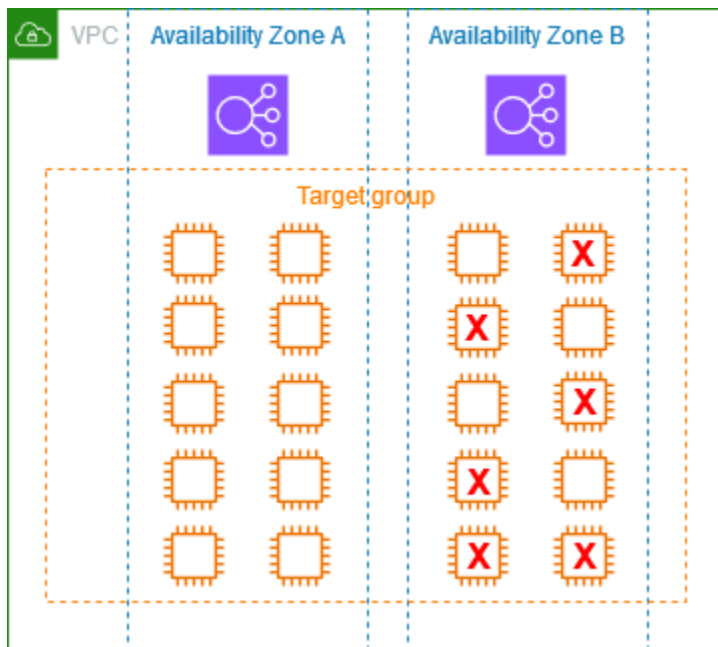 VPC
Availability Zone A
Availability Zone B
Target group
X
X
X
X
X
X